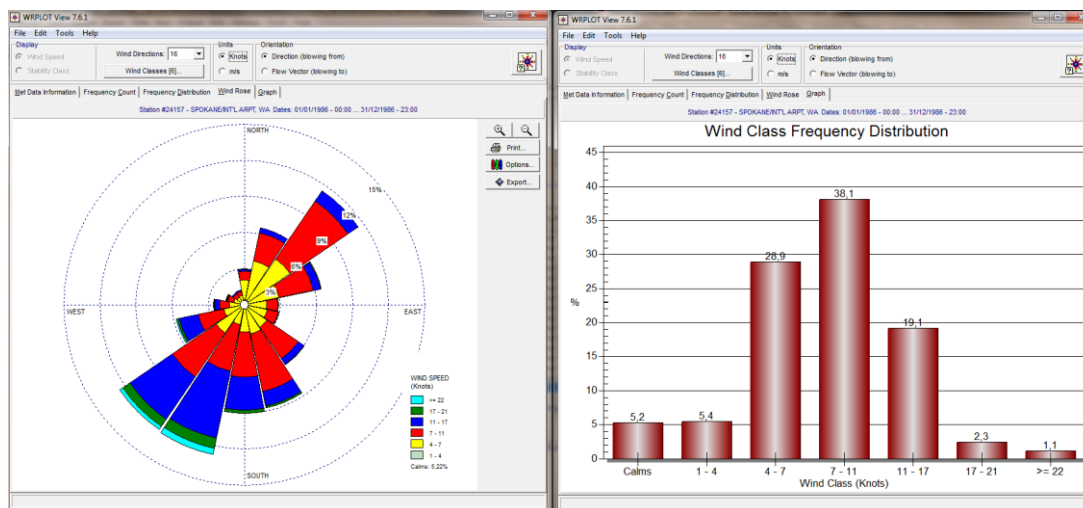 WRPLOT View 7.6.1
File Edit Tools Help
Display
Wind Speed
Stability Class
Wind Directions: 16
Wind Classes [6]...
Units
Knots
m/s
Orientation
Direction (blowing from)
Flow Vector (blowing to)
Met Data Information Frequency Count Frequency Distribution Wind Rose Graph
Station #24157 - SPOKANE/INT'L ARPT, WA Dates: 01/01/1986 - 00:00 ... 31/12/1986 - 23:00
NORTH
15%
12%
9%
6%
3%
WEST
EAST
SOUTH
Print...
Options...
Export...
WIND SPEED
(Knots)
>= 22
17 - 21
11 - 17
7 - 11
4 - 7
1 - 4
Calms: 5,22%
WRPLOT View 7.6.1
File Edit Tools Help
Display
Wind Speed
Stability Class
Wind Directions: 16
Wind Classes [6]...
Units
Knots
m/s
Orientation
Direction (blowing from)
Flow Vector (blowing to)
Met Data Information Frequency Count Frequency Distribution Wind Rose Graph
Station #24157 - SPOKANE/INT'L ARPT, WA Dates: 01/01/1986 - 00:00 ... 31/12/1986 - 23:00
Wind Class Frequency Distribution
45
40
35
30
25
20
15
10
5
0
%
5,2
5,4
28,9
38,1
19,1
2,3
1,1
Calms 1 - 4 4 - 7 7 - 11 11 - 17 17 - 21 >= 22
Wind Class (Knots)